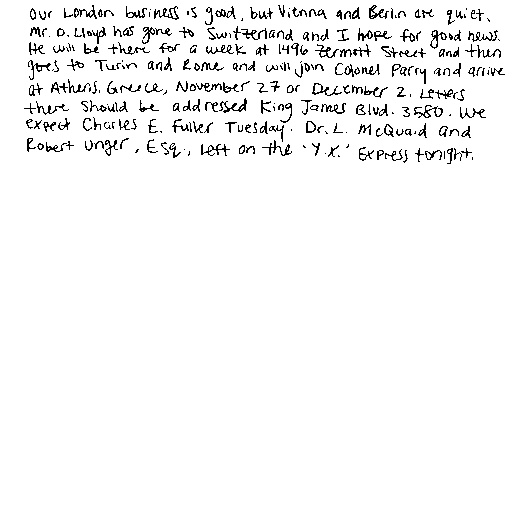 Our London business is good, but Vienna and Berlin are quiet.
Mr. D. Lloyd has gone to Switzerland and I hope for good news.
He will be there for a week at 1496 Zermott Street and then
goes to Turin and Rome and will join Colonel Parry and arrive
at Athens, Greece, November 27 or December 2. Letters
there should be addressed King James Blvd. 3580. We
expect Charles E. Fuller Tuesday. Dr. L. McQuaid and
Robert Unger, Esq., left on the 'Y.X.' Express tonight.